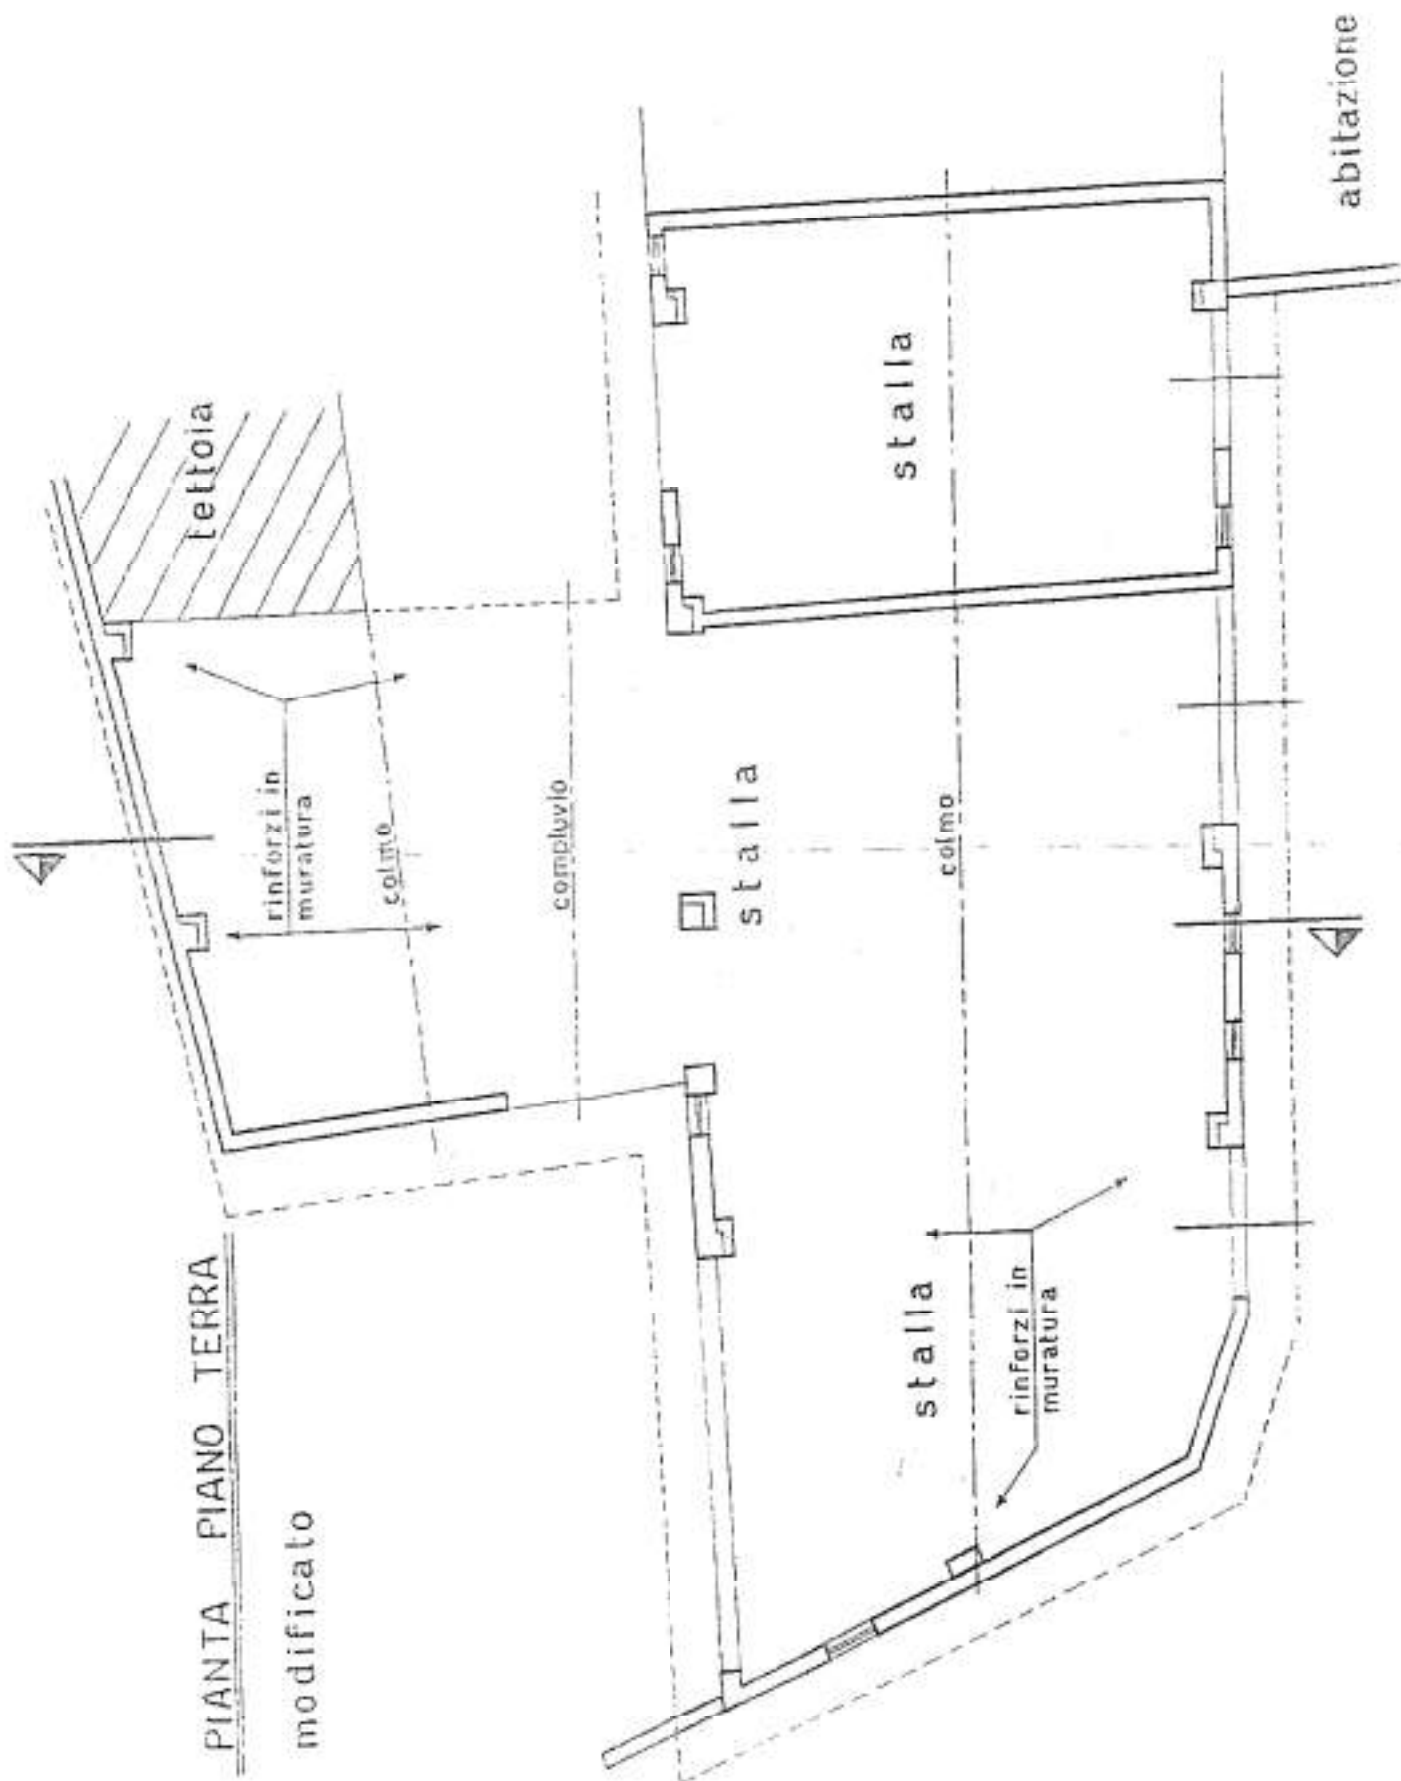 PIANTA PIANO TERRA
modificato
tettoia
rinforzi in
muratura
colmo
compluvio
stalla
stalla
colmo
stalla
rinforzi in
muratura
abitazione